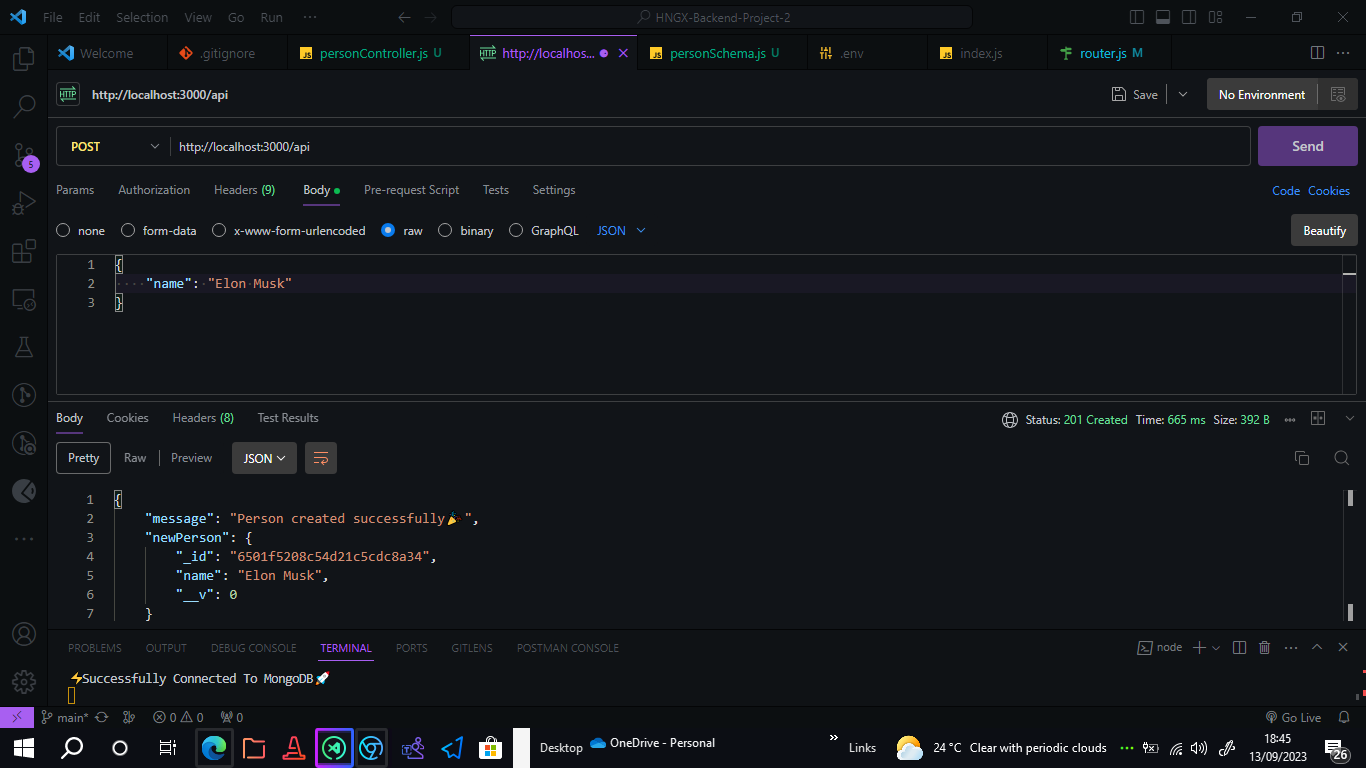 File Edit Selection View Go Run ··· HNGX-Backend-Project-2
Welcome .gitignore JS personController.js U HTTP http://localhos... JS personSchema.js U .env JS index.js router.js M
HTTP http://localhost:3000/api Save No Environment
POST http://localhost:3000/api Send
5
Params Authorization Headers (9) Body Pre-request Script Tests Settings Code Cookies
none form-data x-www-form-urlencoded raw binary GraphQL JSON Beautify
1 {
2 ····"name":·"Elon·Musk"
3 }
Body Cookies Headers (8) Test Results Status: 201 Created Time: 665 ms Size: 392 B
Pretty Raw Preview JSON
1 {
2 "message": "Person created successfully🎉",
3 "newPerson": {
4 "_id": "6501f5208c54d21c5cdc8a34",
5 "name": "Elon Musk",
6 "__v": 0
7 }
PROBLEMS OUTPUT DEBUG CONSOLE TERMINAL PORTS GITLENS POSTMAN CONSOLE node
⚡Successfully Connected To MongoDB🚀
main* 0 0 0 Go Live
Desktop OneDrive - Personal » Links 24 °C Clear with periodic clouds 18:45
13/09/2023 26